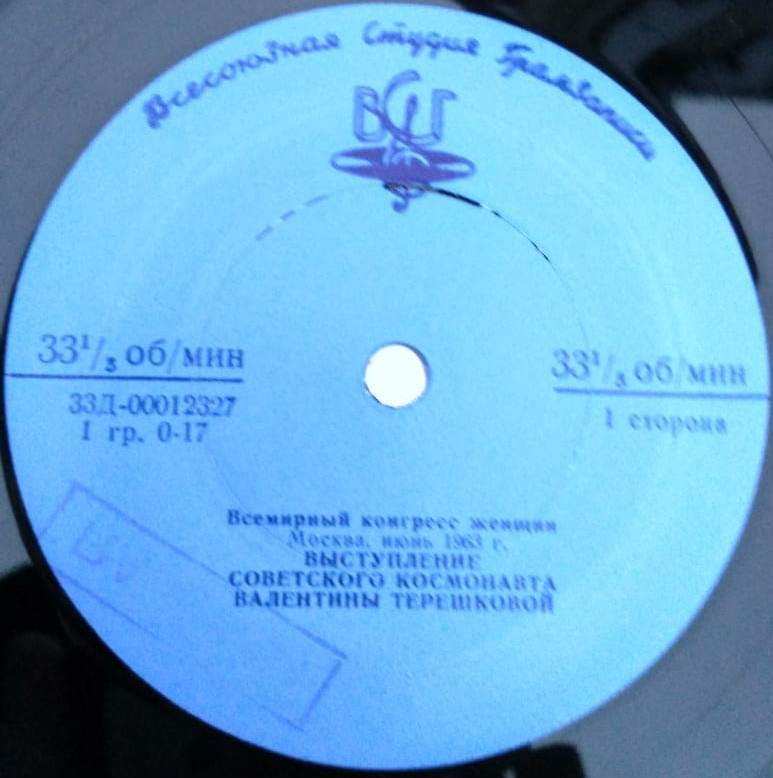 Всесоюзная Студия Грамзаписи
ВСГ
33¹/₃ об/мин
33Д-00012327
I гр. 0-17
33¹/₃ об/мин
1 сторона
Всемирный конгресс женщин
Москва, июнь 1963 г.
ВЫСТУПЛЕНИЕ
СОВЕТСКОГО КОСМОНАВТА
ВАЛЕНТИНЫ ТЕРЕШКОВОЙ